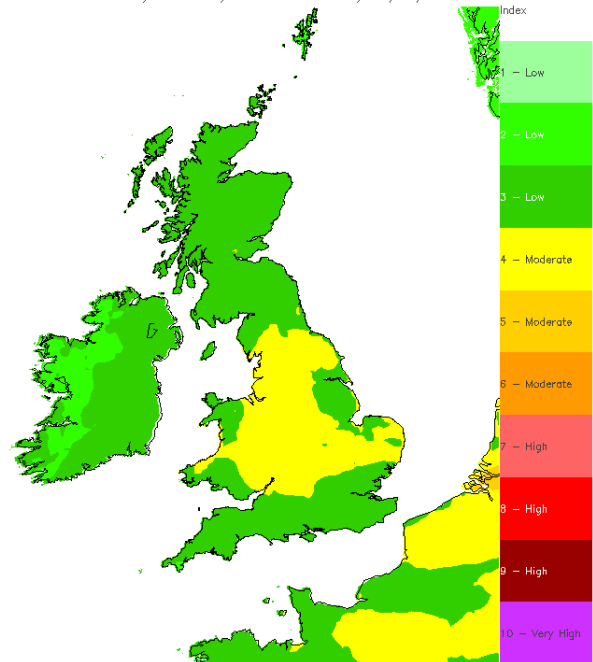 Index
1 - Low
2 - Low
3 - Low
4 - Moderate
5 - Moderate
6 - Moderate
7 - High
8 - High
9 - High
10 - Very High